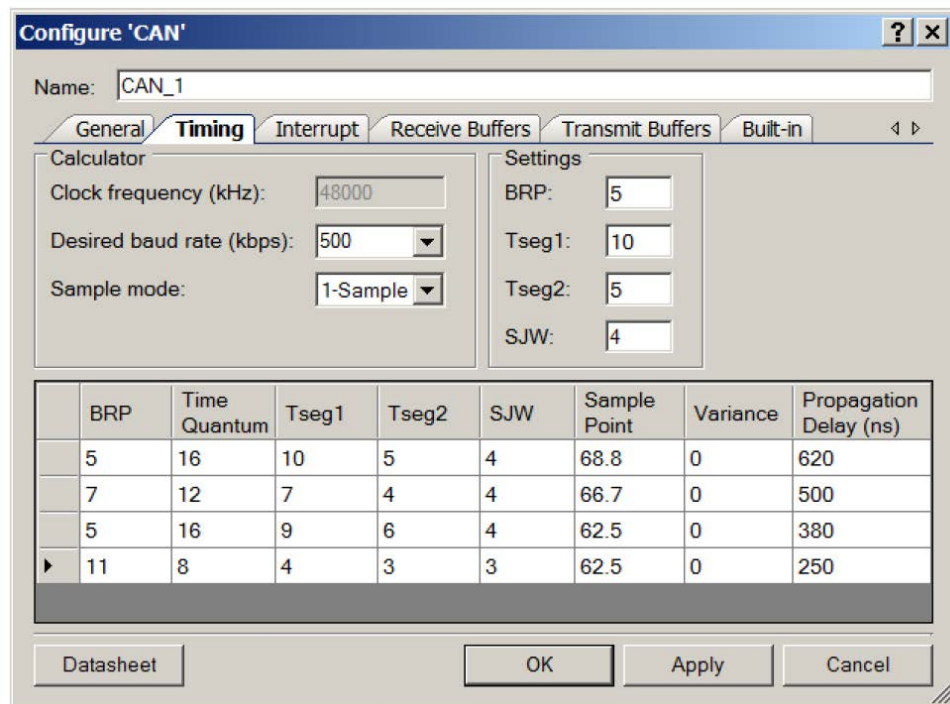 Configure 'CAN'
Name: CAN_1
General Timing Interrupt Receive Buffers Transmit Buffers Built-in
Calculator
Clock frequency (kHz): 48000
Desired baud rate (kbps): 500
Sample mode: 1-Sample
Settings
BRP: 5
Tseg1: 10
Tseg2: 5
SJW: 4
BRP Time Quantum Tseg1 Tseg2 SJW Sample Point Variance Propagation Delay (ns)
5 16 10 5 4 68.8 0 620
7 12 7 4 4 66.7 0 500
5 16 9 6 4 62.5 0 380
11 8 4 3 3 62.5 0 250
Datasheet OK Apply Cancel